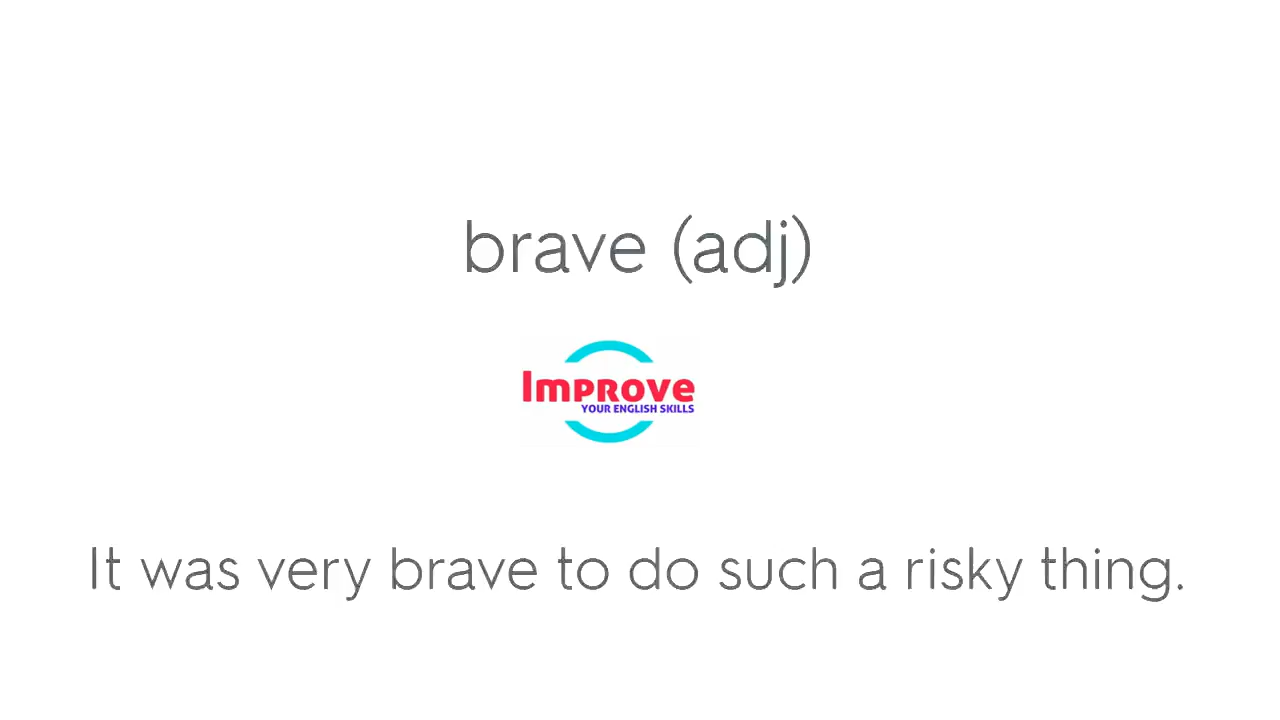 brave (adj)
Improve
YOUR ENGLISH SKILLS
It was very brave to do such a risky thing.